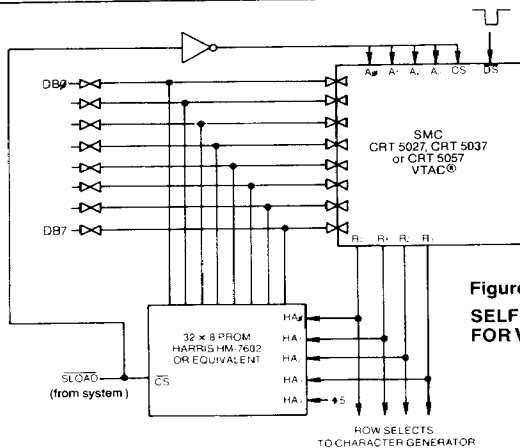 A0 A1 A2 A3 CS DS
DB0
SMC
CRT 5027, CRT 5037
or CRT 5057
VTAC®
DB7
R0 R1 R2 R3
Figure
SELF
FOR V
32 × 8 PROM
HARRIS HM-7602
OR EQUIVALENT
HA0
HA1
HA2
HA3
HA4
+5
SLOAD
(from system)
CS
ROW SELECTS
TO CHARACTER GENERATOR